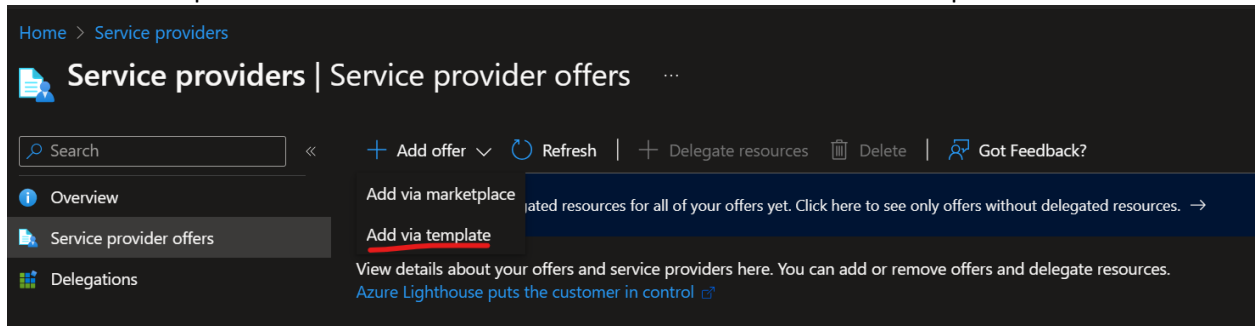 Home > Service providers
Service providers | Service provider offers ...
Search «
+ Add offer Refresh | + Delegate resources Delete | Got Feedback?
Overview
Add via marketplace
gated resources for all of your offers yet. Click here to see only offers without delegated resources. →
Service provider offers
Add via template
Delegations
View details about your offers and service providers here. You can add or remove offers and delegate resources.
Azure Lighthouse puts the customer in control